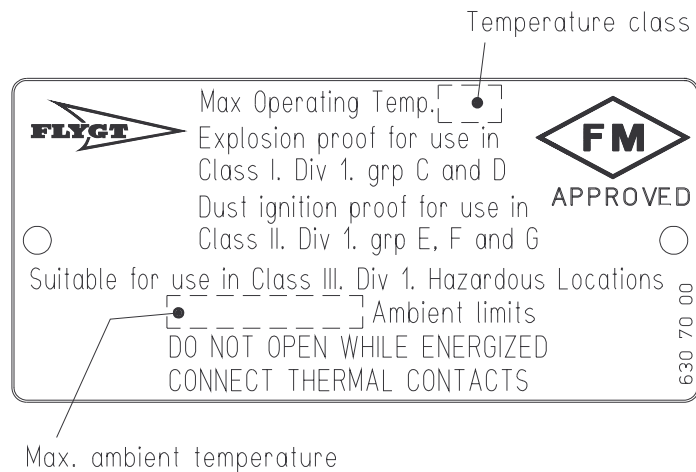 Temperature class
Max Operating Temp.
FLYGT
Explosion proof for use in
Class I. Div 1. grp C and D
FM
APPROVED
Dust ignition proof for use in
Class II. Div 1. grp E, F and G
Suitable for use in Class III. Div 1. Hazardous Locations
Ambient limits
DO NOT OPEN WHILE ENERGIZED
CONNECT THERMAL CONTACTS
630 70 00
Max. ambient temperature